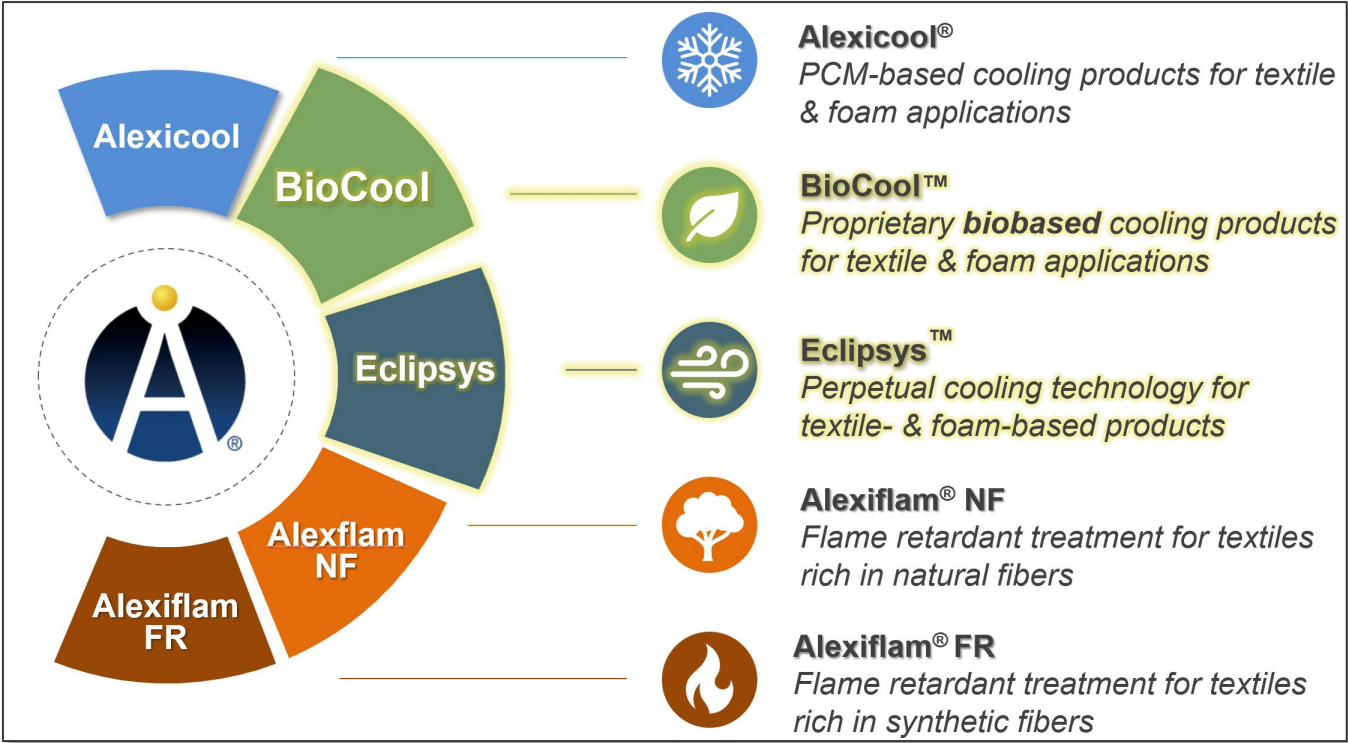 Alexicool
BioCool
Eclipsys
Alexflam
NF
Alexiflam
FR
A
®
Alexicool®
PCM-based cooling products for textile
& foam applications
BioCool™
Proprietary biobased cooling products
for textile & foam applications
Eclipsys™
Perpetual cooling technology for
textile- & foam-based products
Alexiflam® NF
Flame retardant treatment for textiles
rich in natural fibers
Alexiflam® FR
Flame retardant treatment for textiles
rich in synthetic fibers